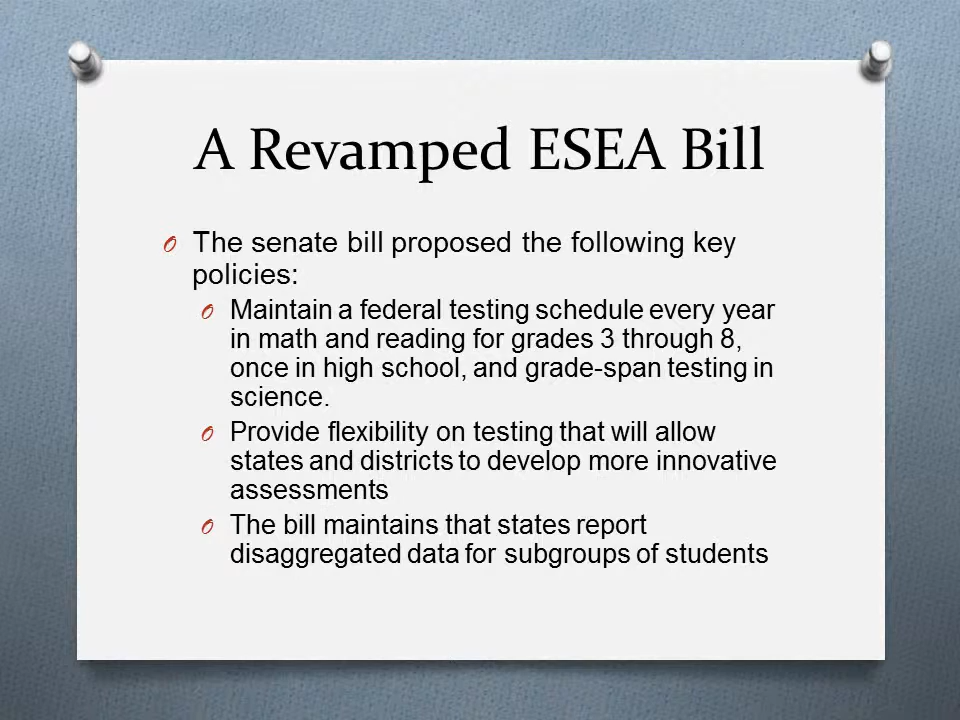 A Revamped ESEA Bill
The senate bill proposed the following key
policies:
Maintain a federal testing schedule every year
in math and reading for grades 3 through 8,
once in high school, and grade-span testing in
science.
Provide flexibility on testing that will allow
states and districts to develop more innovative
assessments
The bill maintains that states report
disaggregated data for subgroups of students